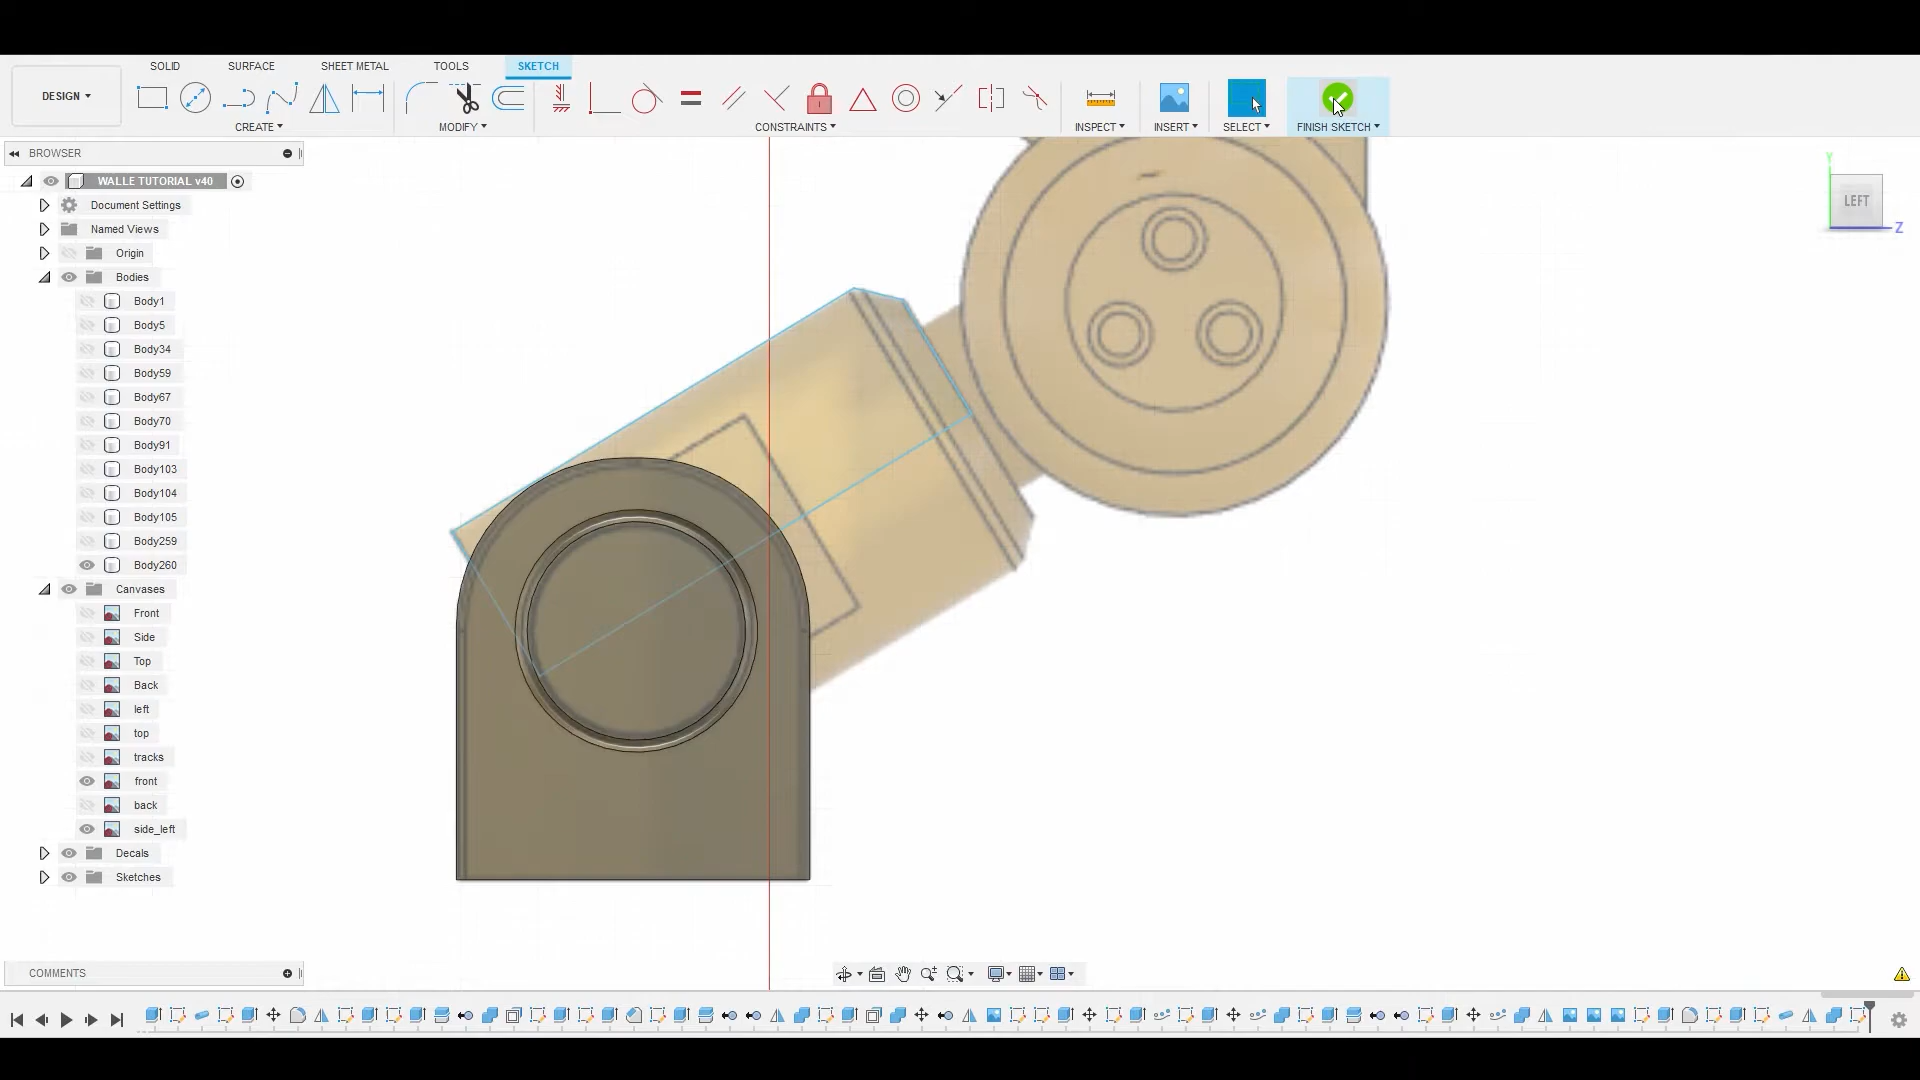 SOLID SURFACE SHEET METAL TOOLS SKETCH
DESIGN
CREATE MODIFY CONSTRAINTS INSPECT INSERT SELECT FINISH SKETCH
BROWSER
WALLE TUTORIAL v40
Document Settings
Named Views
Origin
Bodies
Body1
Body5
Body34
Body59
Body67
Body70
Body91
Body103
Body104
Body105
Body259
Body260
Canvases
Front
Side
Top
Back
left
top
tracks
front
back
side_left
Decals
Sketches
Y
LEFT
Z
COMMENTS